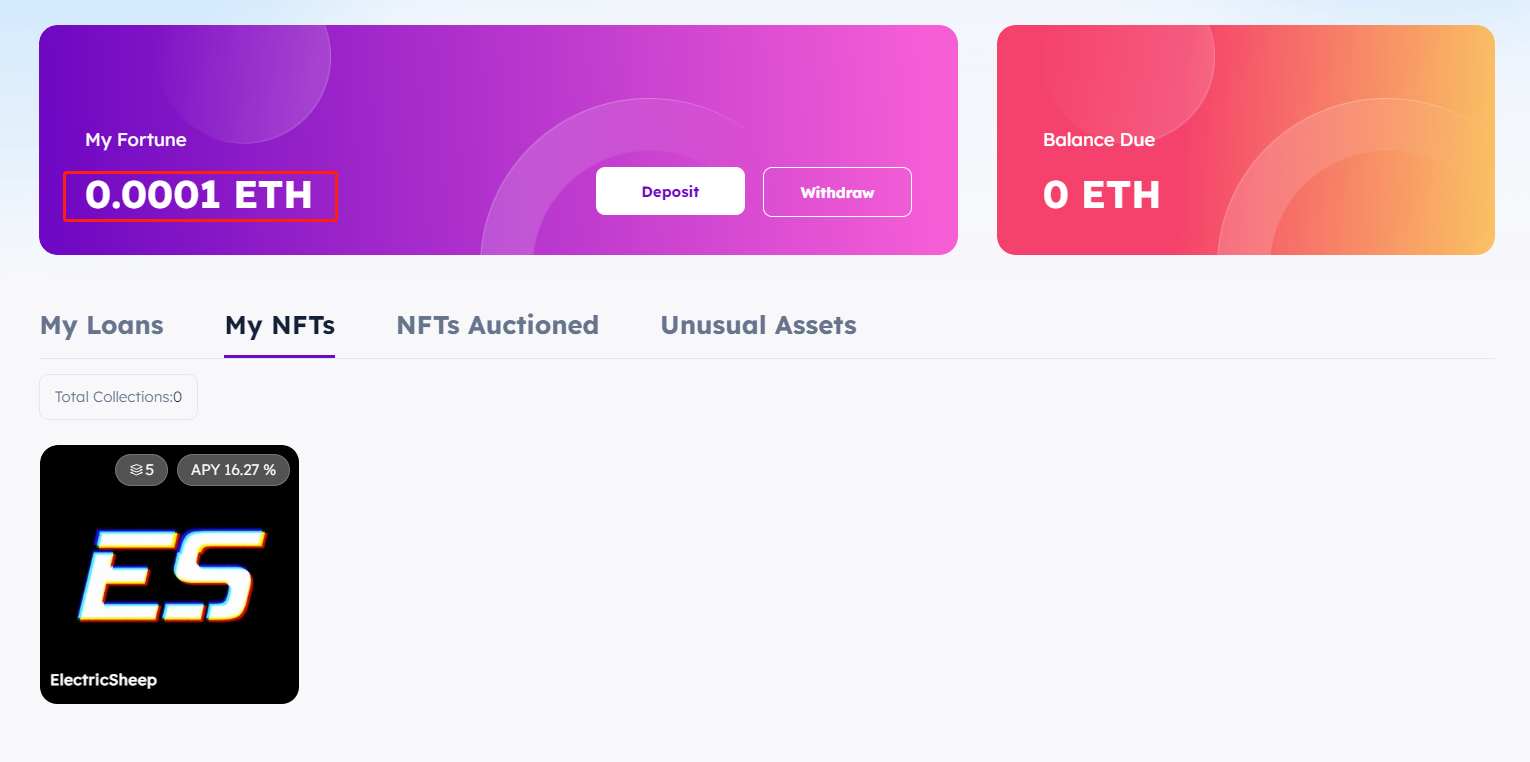 My Fortune
0.0001 ETH
Deposit
Withdraw
Balance Due
0 ETH
My Loans
My NFTs
NFTs Auctioned
Unusual Assets
Total Collections:0
5
APY 16.27 %
ES
ElectricSheep